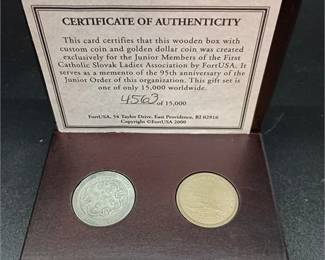 CERTIFICATE OF AUTHENTICITY
This card certifies that this wooden box with
custom coin and golden dollar coin was created
exclusively for the Junior Members of the First
Catholic Slovak Ladies Association by FortUSA. It
serves as a memento of the 95th anniversary of the
Junior Order of this organization. This gift set is
one of only 15,000 worldwide.
4563 of 15,000
FortUSA, 54 Taylor Drive, East Providence, RI 02916
Copyright ©FortUSA 2000